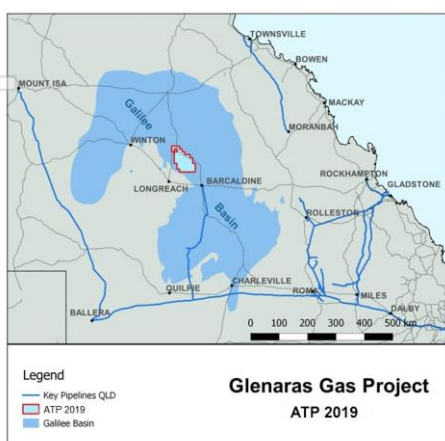 TOWNSVILLE
BOWEN
MOUNT ISA
MACKAY
Galilee
MORANBAH
WINTON
ROCKHAMPTON
LONGREACH
BARCALDINE
GLADSTONE
Basin
ROLLESTON
CHARLEVILLE
QUILPIE
ROMA
MILES
BALLERA
DALBY
0 100 200 300 400 500 km
Legend
Key Pipelines QLD
ATP 2019
Galilee Basin
Glenaras Gas Project
ATP 2019